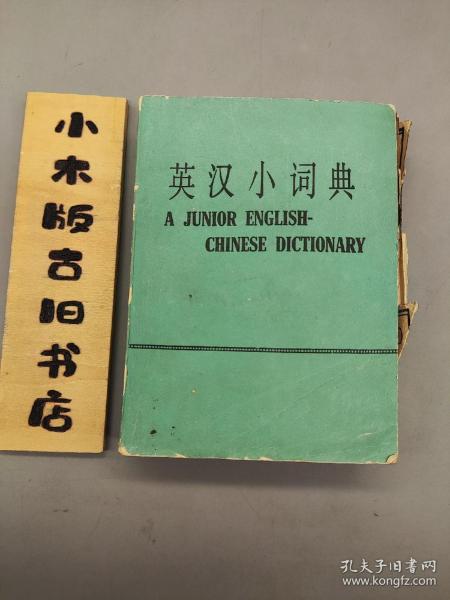 小木版古旧书店
英汉小词典
A JUNIOR ENGLISH-
CHINESE DICTIONARY
孔夫子旧书网
www.kongfz.com